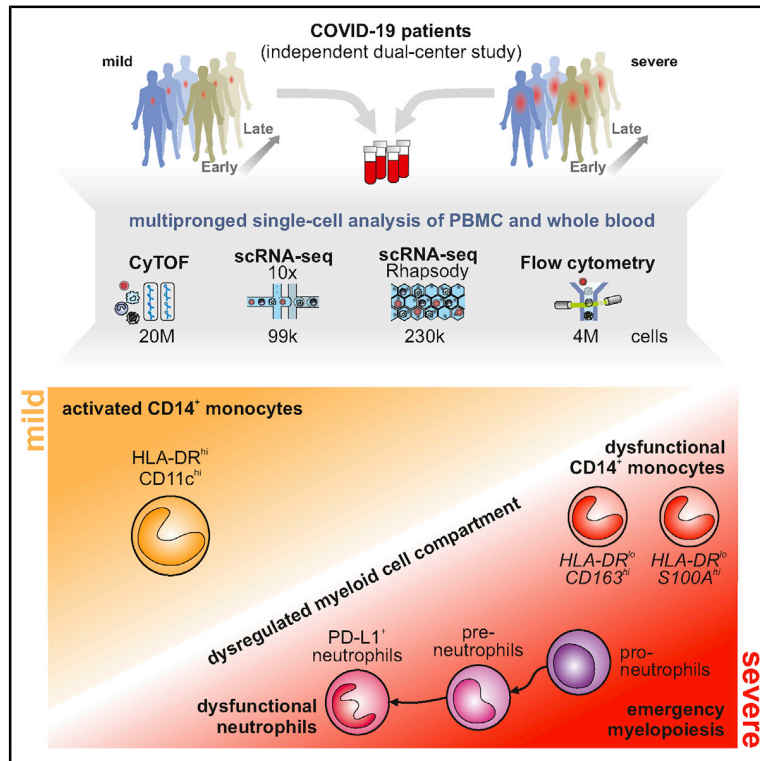 COVID-19 patients
(independent dual-center study)
mild
severe
Late
Early
Late
Early
multipronged single-cell analysis of PBMC and whole blood
CyTOF
scRNA-seq
10x
scRNA-seq
Rhapsody
Flow cytometry
20M
99k
230k
4M
cells
mild
activated CD14⁺ monocytes
HLA-DRʰⁱ
CD11cʰⁱ
dysfunctional
CD14⁺ monocytes
HLA-DRˡᵒ
CD163ʰⁱ
HLA-DRˡᵒ
S100Aʰⁱ
dysregulated myeloid cell compartment
PD-L1⁺
neutrophils
pre-
neutrophils
pro-
neutrophils
dysfunctional
neutrophils
emergency
myelopoiesis
severe